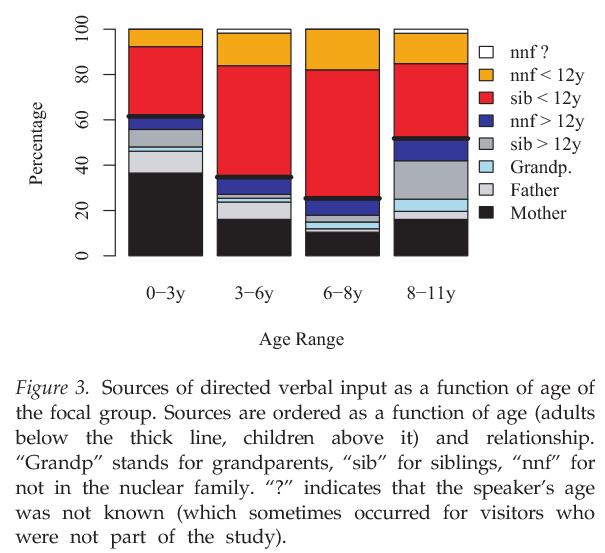 100
80
60
40
20
0
Percentage
nnf ?
nnf < 12y
sib < 12y
nnf > 12y
sib > 12y
Grandp.
Father
Mother
0−3y 3−6y 6−8y 8−11y
Age Range
Figure 3. Sources of directed verbal input as a function of age of
the focal group. Sources are ordered as a function of age (adults
below the thick line, children above it) and relationship.
“Grandp” stands for grandparents, “sib” for siblings, “nnf” for
not in the nuclear family. “?” indicates that the speaker’s age
was not known (which sometimes occurred for visitors who
were not part of the study).